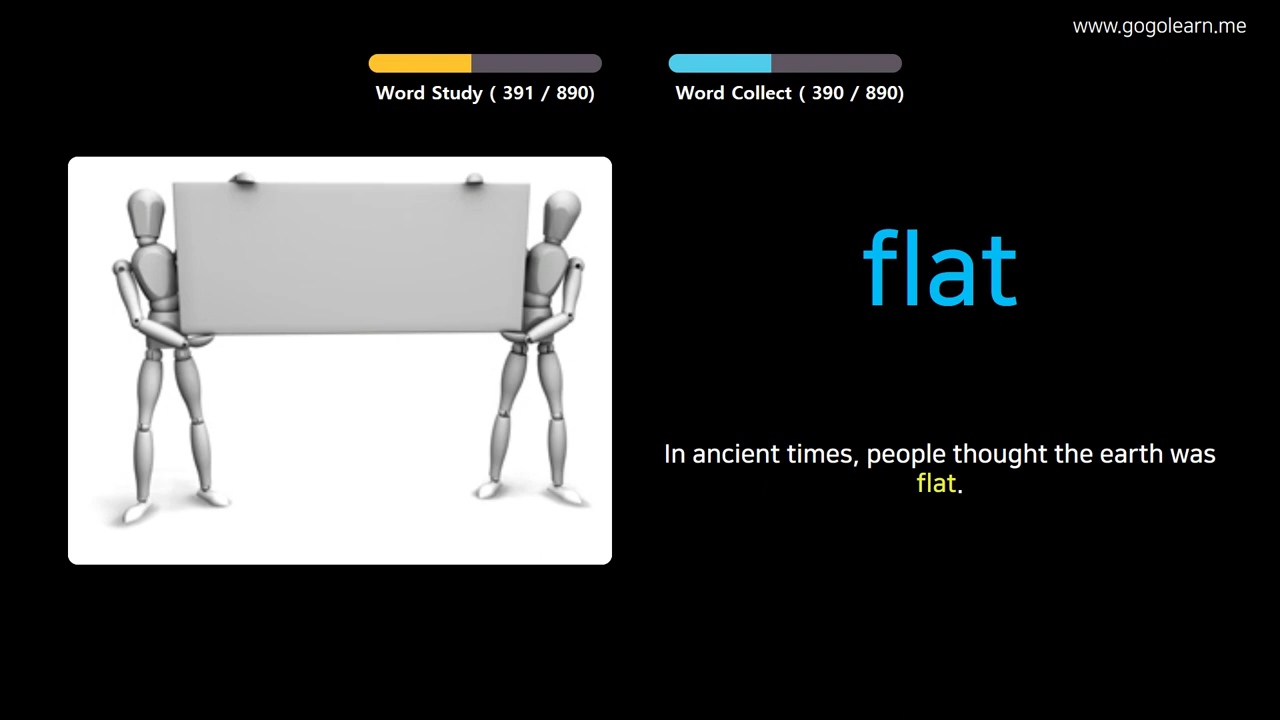 www.gogolearn.me
Word Study ( 391 / 890)
Word Collect ( 390 / 890)
flat
In ancient times, people thought the earth was
flat.